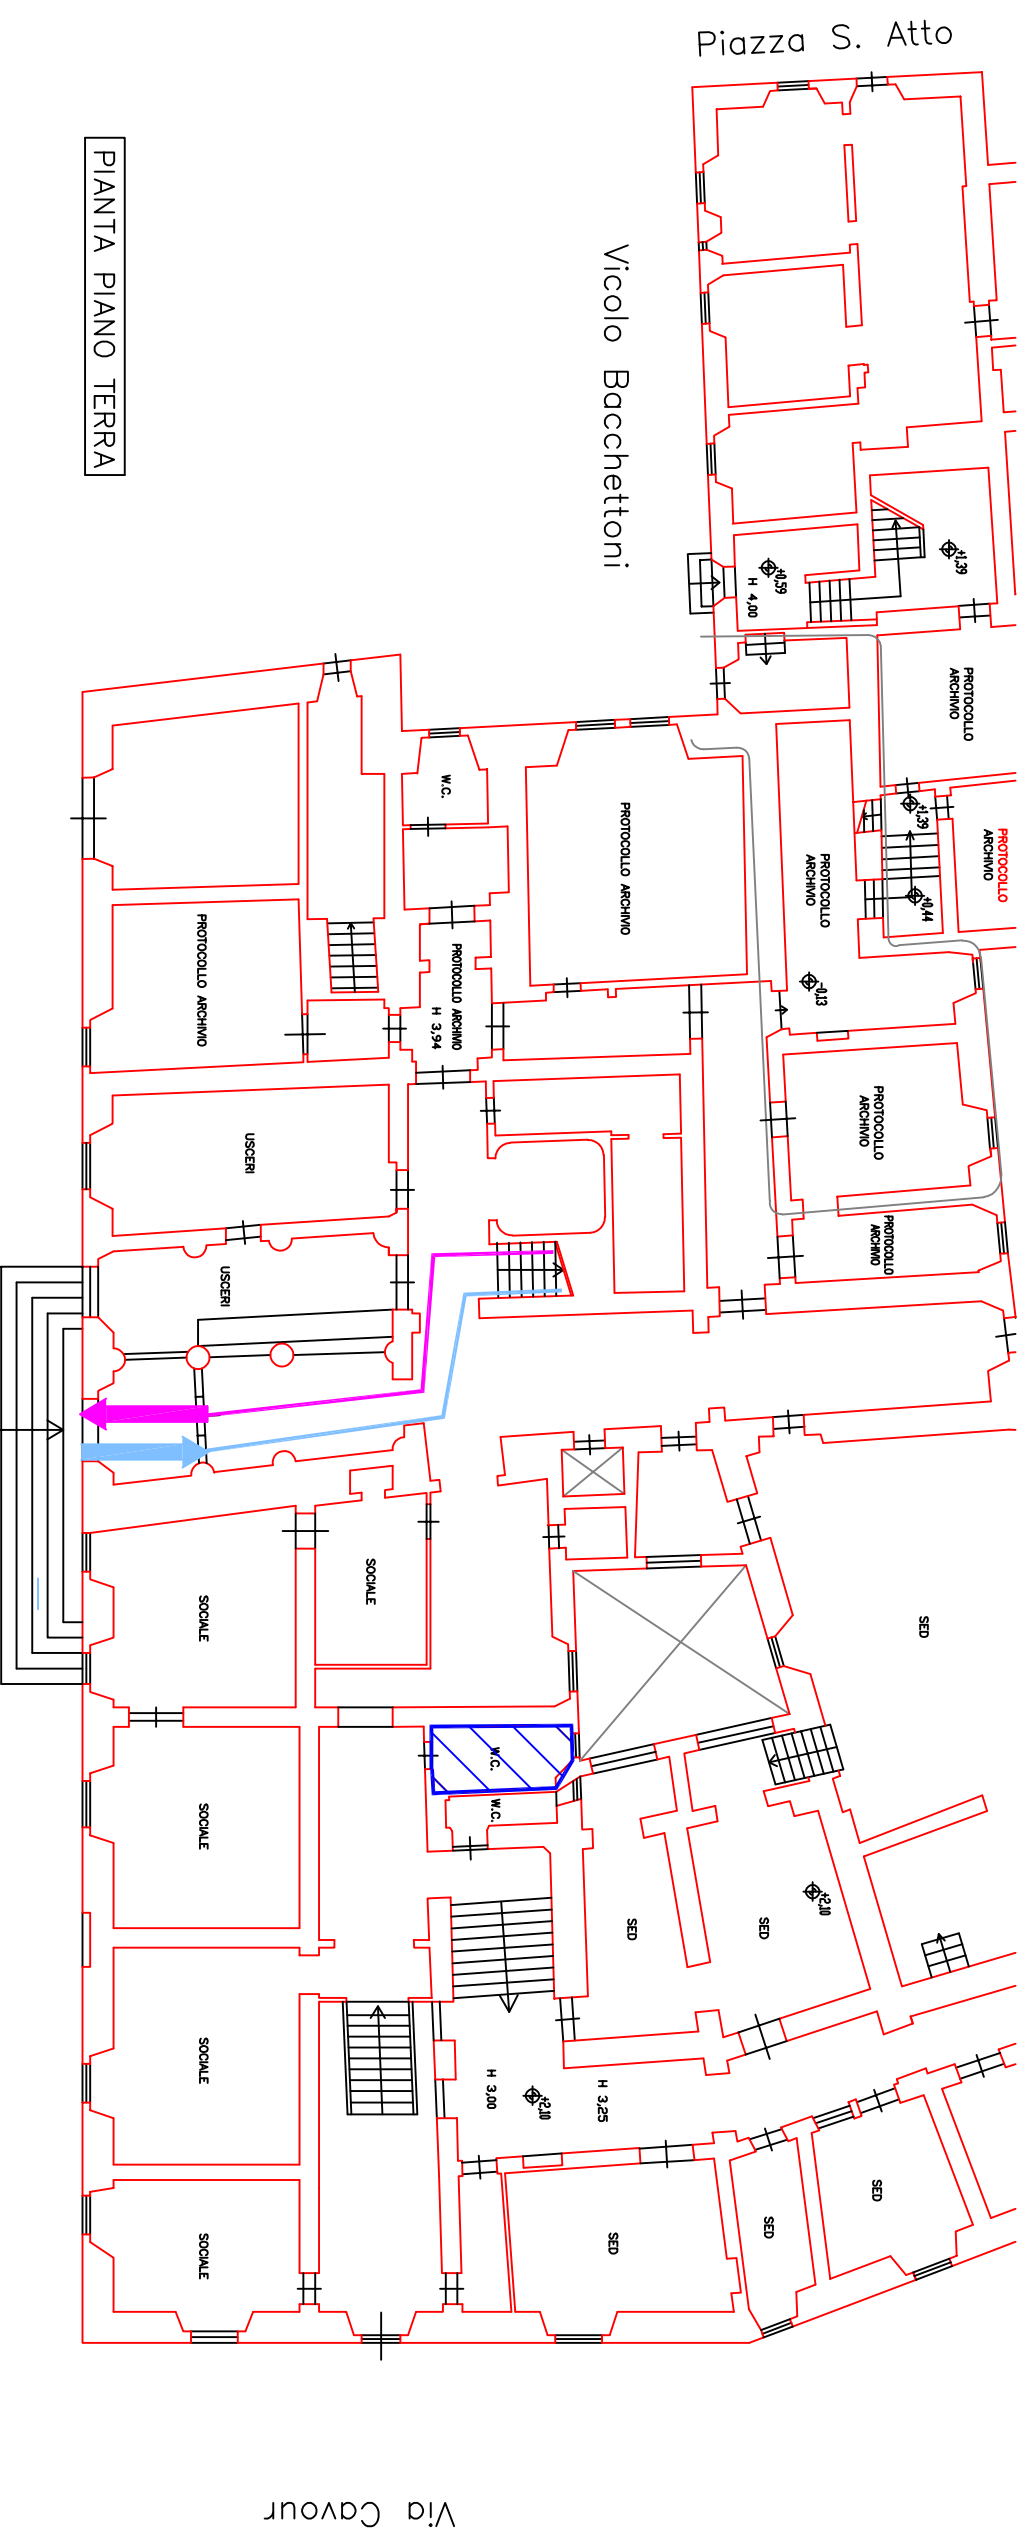 Piazza S. Atto
PIANTA PIANO TERRA
Vicolo Bacchettoni
+1,39
+0,59
H 4,00
PROTOCOLLO
ARCHIVIO
+1,39
PROTOCOLLO
ARCHIVIO
W.C.
PROTOCOLLO ARCHIVIO
PROTOCOLLO
ARCHIVIO
+0,44
PROTOCOLLO ARCHIVIO
PROTOCOLLO ARCHIVIO
H 3,94
-0,13
PROTOCOLLO
ARCHIVIO
USCERI
PROTOCOLLO
ARCHIVIO
USCERI
SOCIALE
SOCIALE
SED
W.C.
W.C.
SOCIALE
SED
SED
+2,10
SOCIALE
H 3,00
+2,10
H 3,25
SOCIALE
SED
SED
SED
Via Cavour